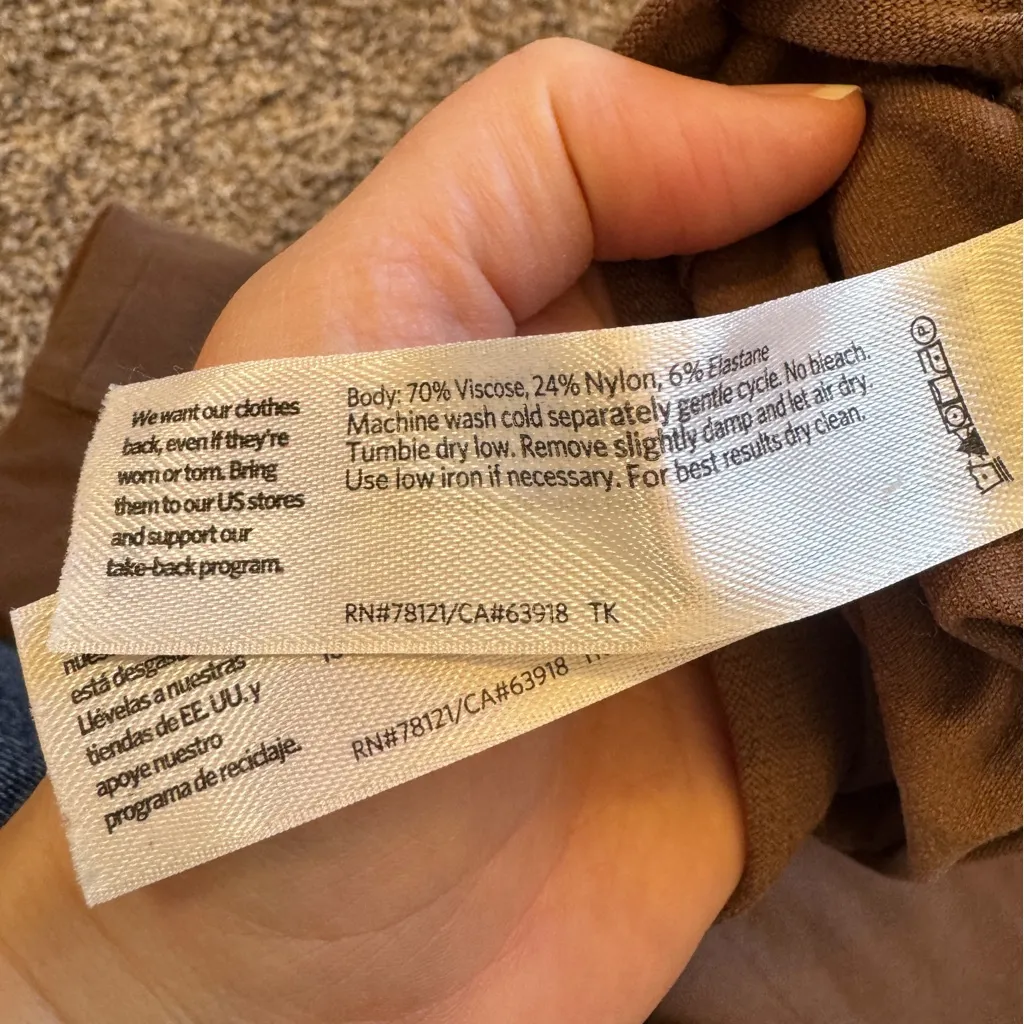 We want our clothes
back, even if they're
worn or torn. Bring
them to our US stores
and support our
take-back program.
Body: 70% Viscose, 24% Nylon, 6% Elastane
Machine wash cold separately gentle cycle. No bleach.
Tumble dry low. Remove slightly damp and let air dry.
Use low iron if necessary. For best results dry clean.
RN#78121/CA#63918 TK
P
está
Llévelas a nuestras
tiendas de EE. UU. y
apoye nuestro
programa de reciclaje.
RN#78121/CA#63918